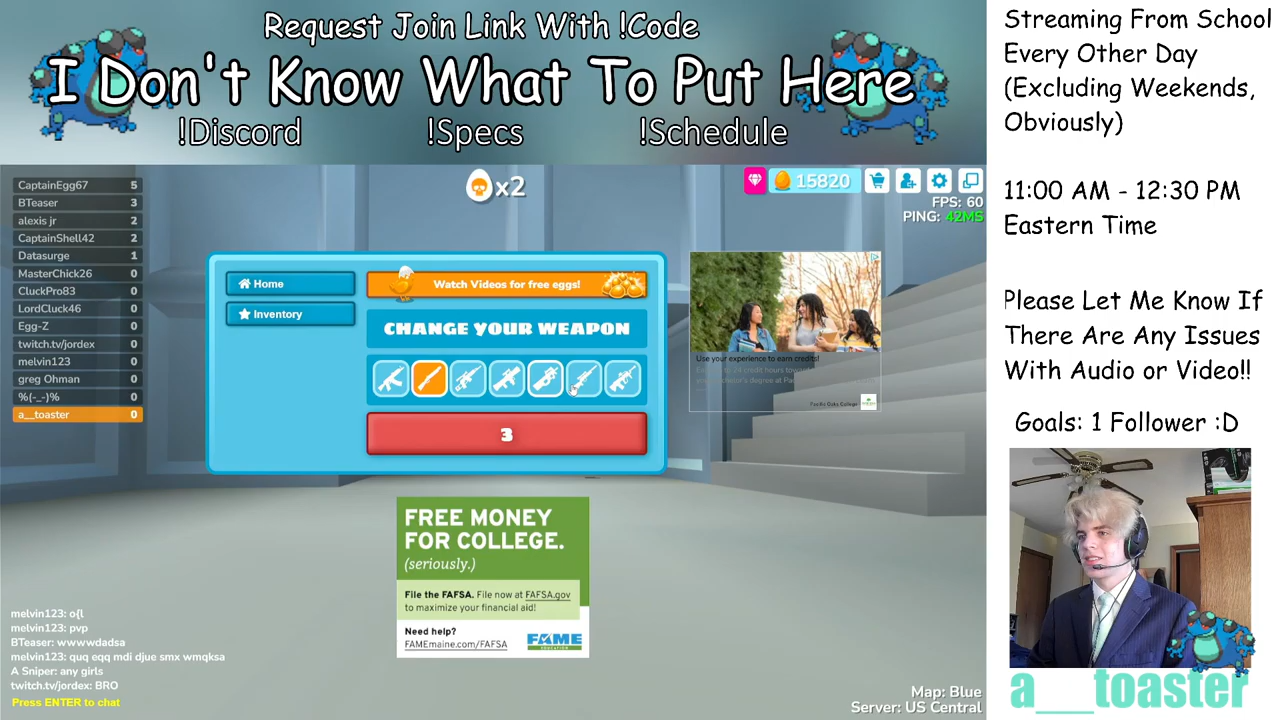 Request Join Link With !Code
I Don't Know What To Put Here
!Discord !Specs !Schedule
Streaming From School
Every Other Day
(Excluding Weekends,
Obviously)
11:00 AM - 12:30 PM
Eastern Time
Please Let Me Know If
There Are Any Issues
With Audio or Video!!
Goals: 1 Follower :D
a__toaster
CaptainEgg67 5
BTeaser 3
alexis jr 2
CaptainShell42 2
Datasurge 1
MasterChick26 0
CluckPro83 0
LordCluck46 0
Egg-Z 0
twitch.tv/jordex 0
melvin123 0
greg Ohman 0
%(-_-)% 0
a__toaster 0
x2
15820
FPS: 60
PING: 42MS
Home
Inventory
Watch Videos for free eggs!
CHANGE YOUR WEAPON
3
Use your experience to earn credits!
FREE MONEY
FOR COLLEGE.
(seriously.)
File the FAFSA. File now at FAFSA.gov
to maximize your financial aid!
Need help?
FAMEmaine.com/FAFSA
FAME
EDUCATION
melvin123: o{l
melvin123: pvp
BTeaser: wwwwdadsa
melvin123: quq eqq mdi djue smx wmqksa
A Sniper: any girls
twitch.tv/jordex: BRO
Press ENTER to chat
Map: Blue
Server: US Central